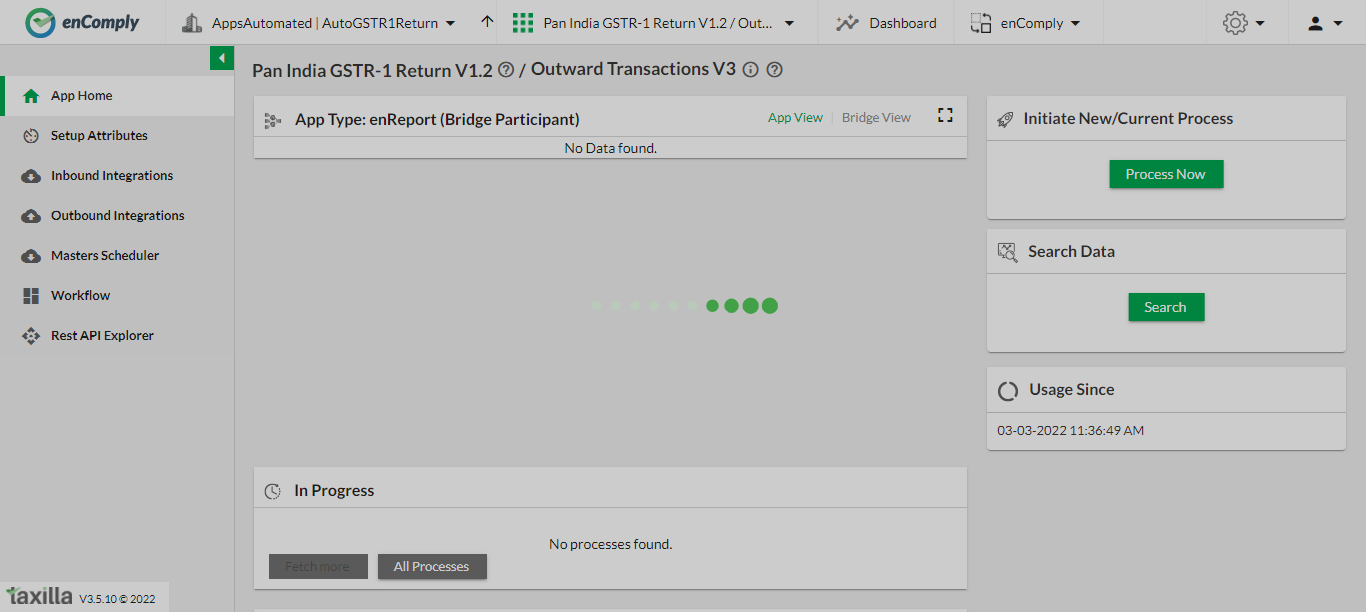 enComply
AppsAutomated | AutoGSTR1Return
Pan India GSTR-1 Return V1.2 / Out...
Dashboard
enComply
App Home
Setup Attributes
Inbound Integrations
Outbound Integrations
Masters Scheduler
Workflow
Rest API Explorer
Pan India GSTR-1 Return V1.2 ? / Outward Transactions V3 i ?
App Type: enReport (Bridge Participant)
App View | Bridge View
No Data found.
Initiate New/Current Process
Process Now
Search Data
Search
Usage Since
03-03-2022 11:36:49 AM
In Progress
No processes found.
Fetch more
All Processes
taxilla V3.5.10 © 2022